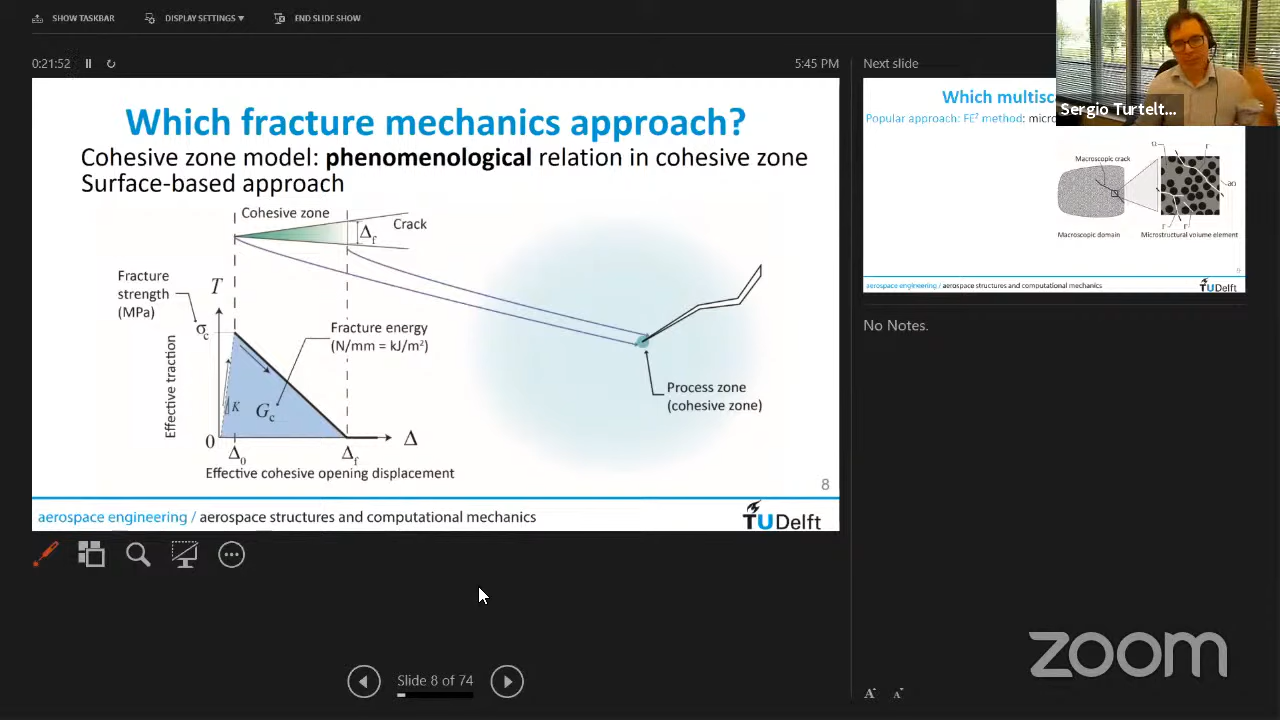 SHOW TASKBAR
DISPLAY SETTINGS ▾
END SLIDE SHOW
0:21:52
5:45 PM
Which fracture mechanics approach?
Cohesive zone model: phenomenological relation in cohesive zone
Surface-based approach
Cohesive zone
Crack
Δf
Fracture
strength
(MPa)
T
σc
Fracture energy
(N/mm = kJ/m²)
Effective traction
K
Gc
0
Δ0
Δf
Δ
Effective cohesive opening displacement
Process zone
(cohesive zone)
8
aerospace engineering / aerospace structures and computational mechanics
TUDelft
Slide 8 of 74
Next slide
Sergio Turtelt...
Which multisc
Popular approach: FE² method: micro
Macroscopic crack
Macroscopic domain
Microstructural volume element
aerospace engineering / aerospace structures and computational mechanics
TUDelft
No Notes.
zoom
A
A